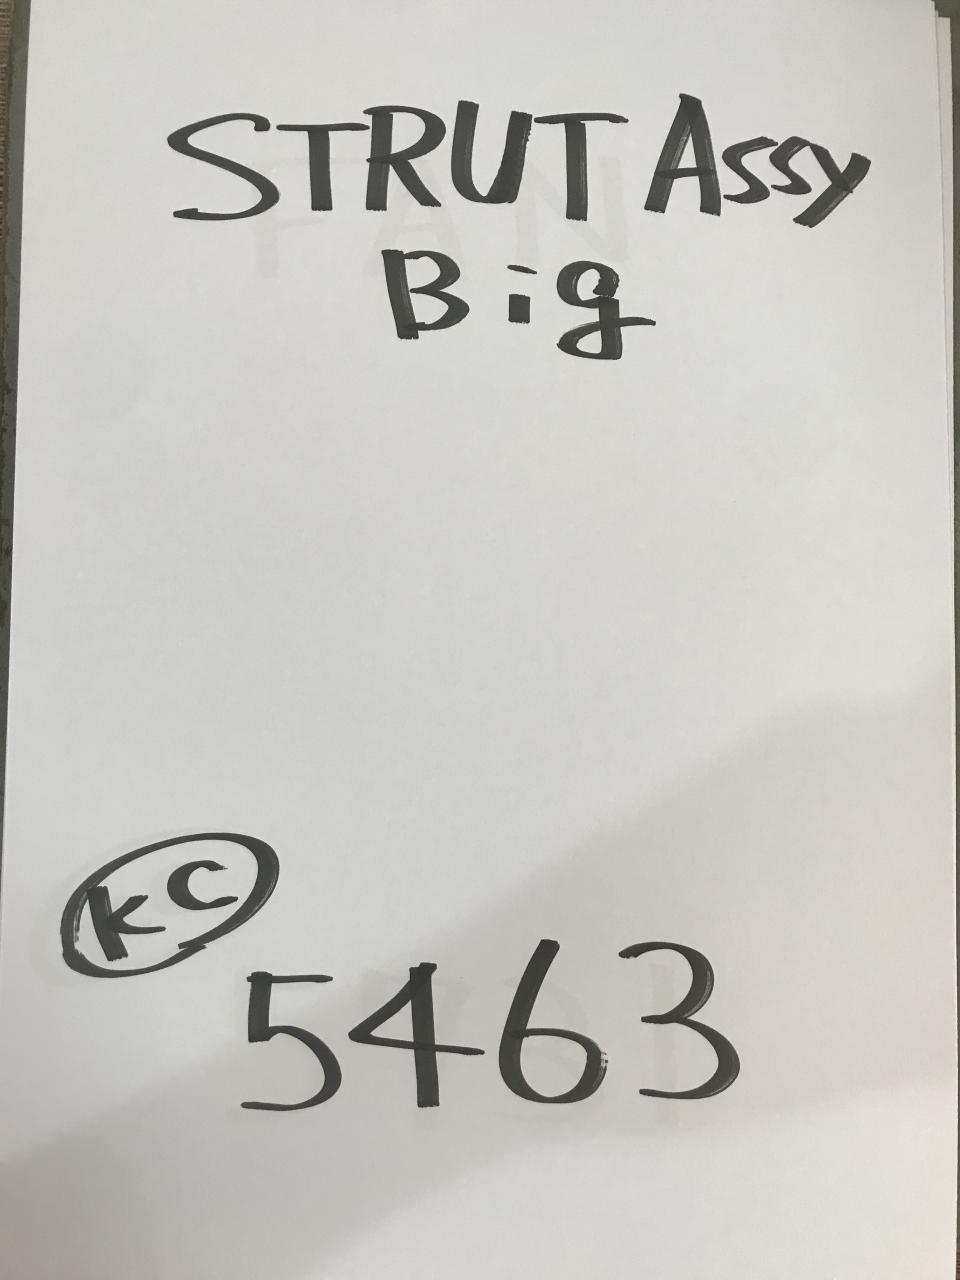 STRUT Assy
Big
KC
5463